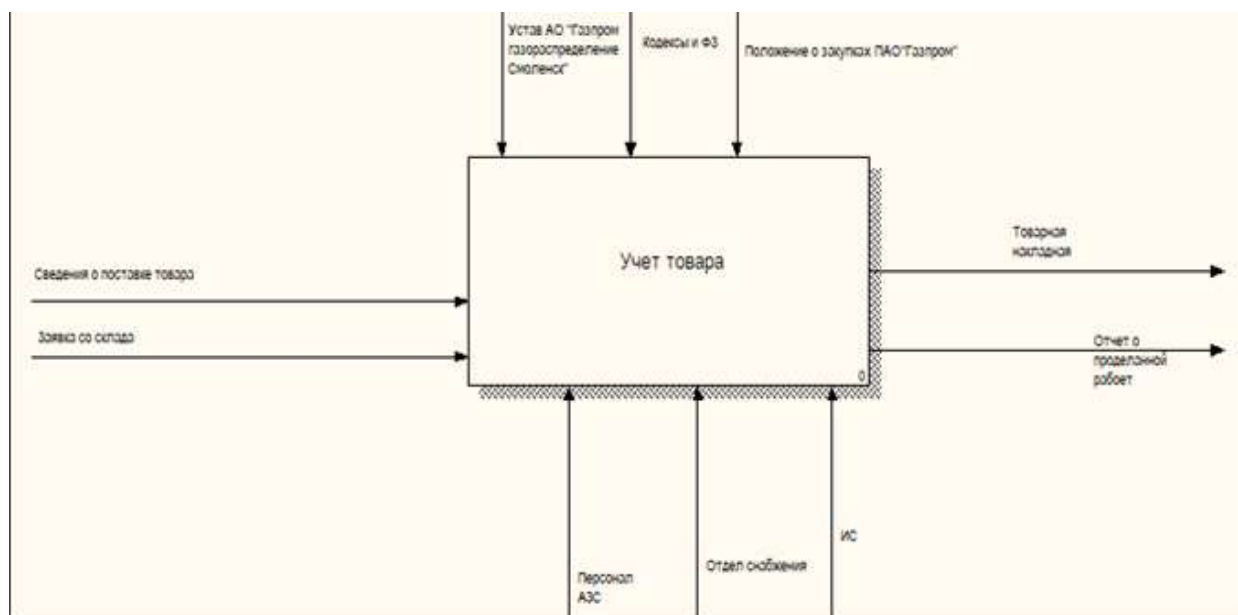 Устав АО "Газпром
газораспределение
Смоленск"
Кодексы и ФЗ
Положение о закупках ПАО"Газпром"
Учет товара
0
Сведения о поставке товара
Заявка со склада
Товарная
накладная
Отчет о
проделанной
рабоет
Персонал
АЗС
Отдел снабжения
ИС